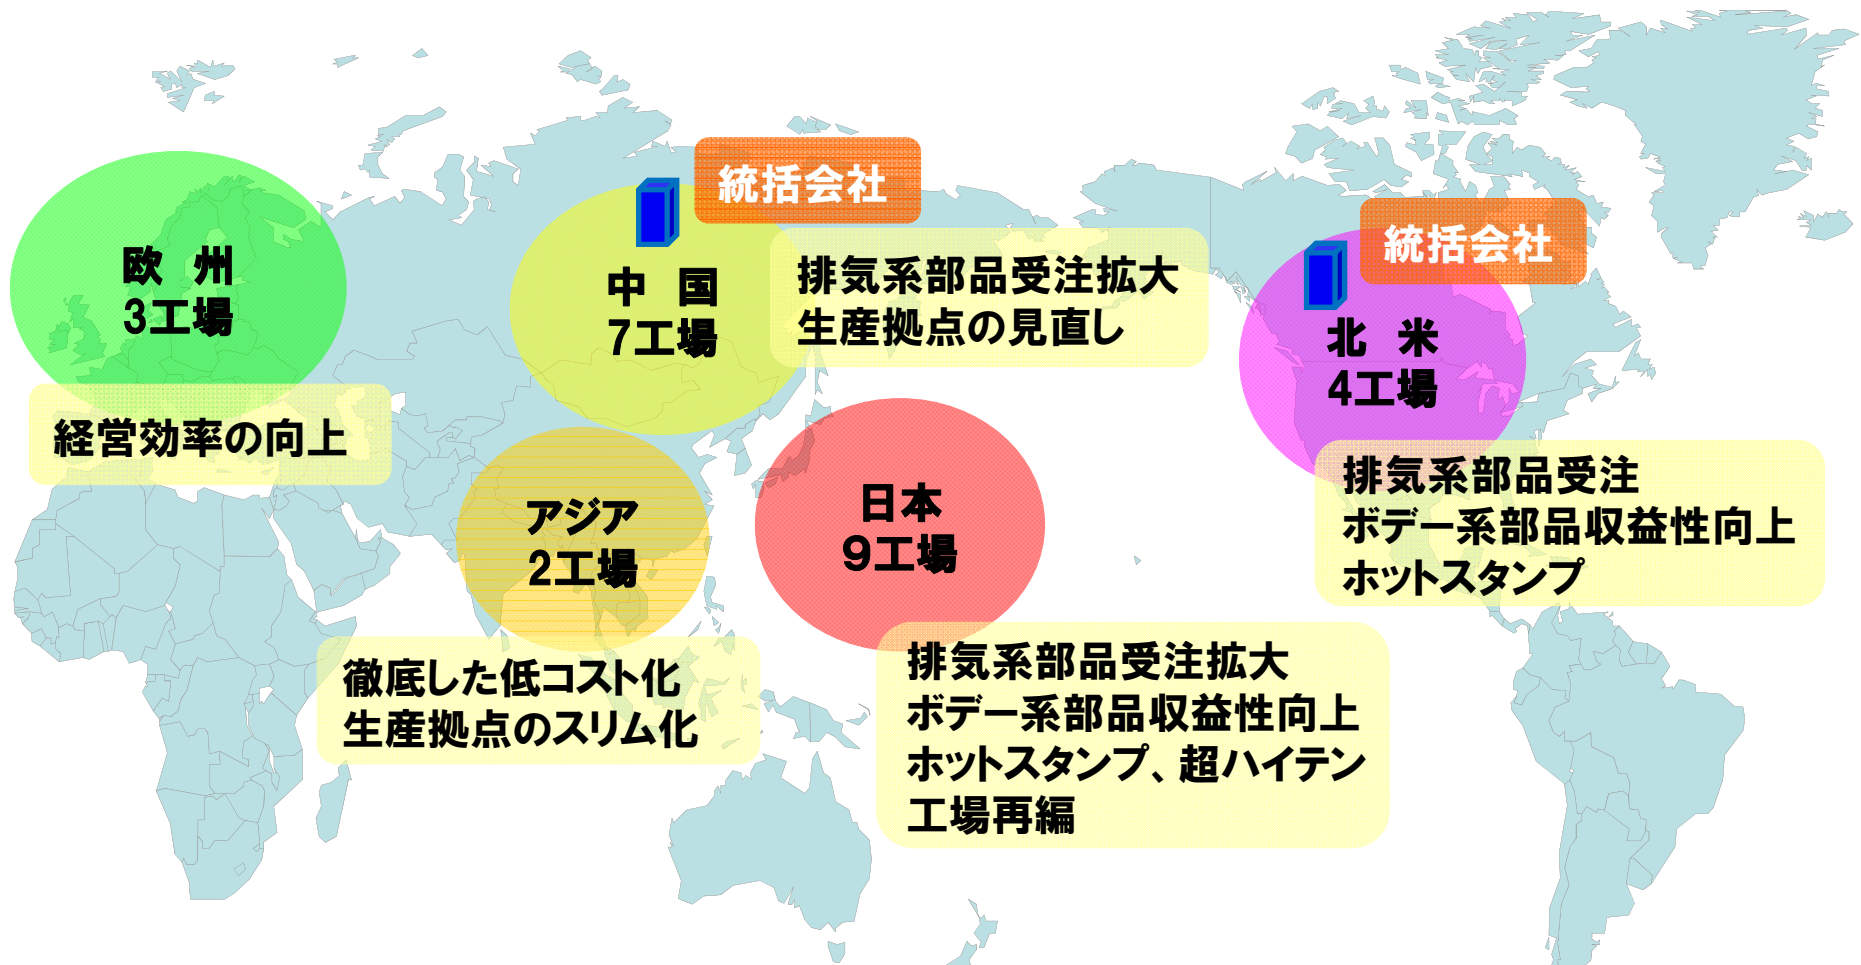 欧　州
3工場
経営効率の向上
統括会社
中　国
7工場
排気系部品受注拡大
生産拠点の見直し
アジア
2工場
徹底した低コスト化
生産拠点のスリム化
日本
９工場
排気系部品受注拡大
ボデー系部品収益性向上
ホットスタンプ、超ハイテン
工場再編
統括会社
北　米
4工場
排気系部品受注
ボデー系部品収益性向上
ホットスタンプ